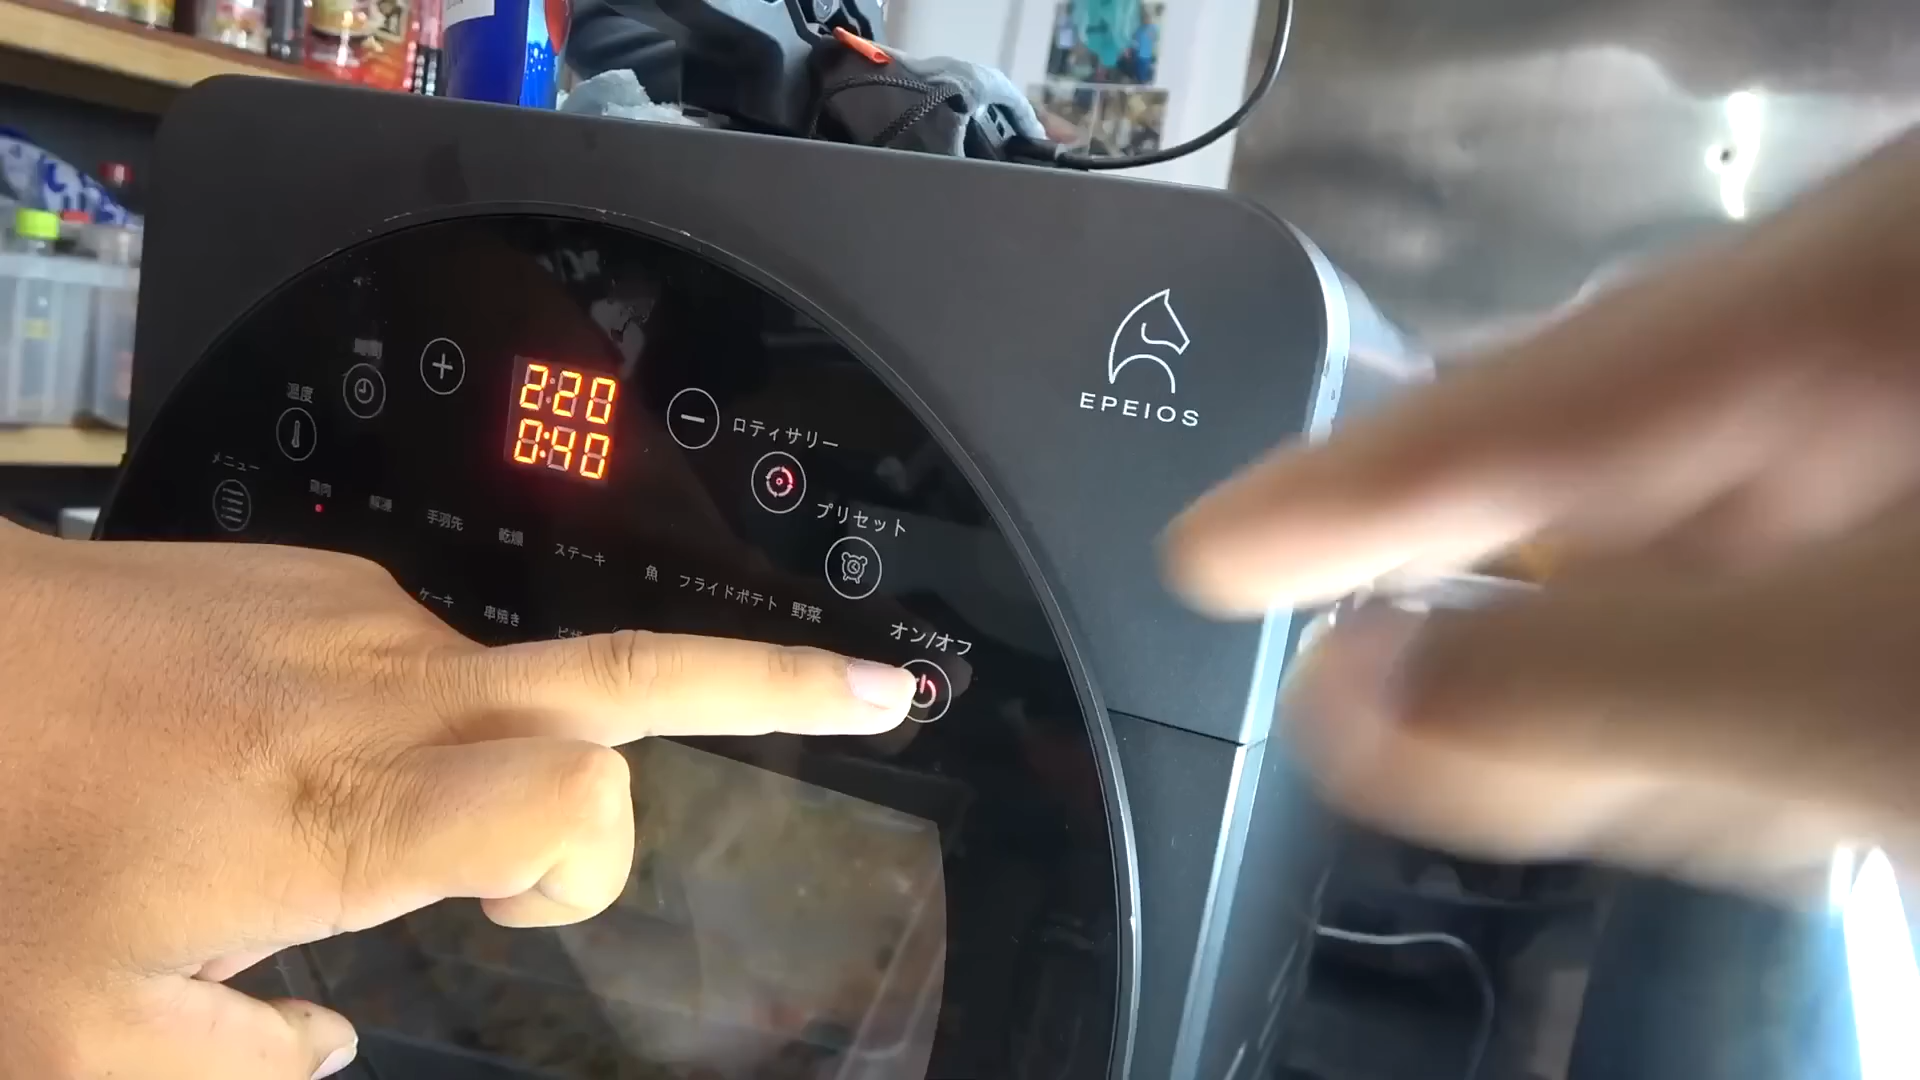 時間
温度
メニュー
2:20
0:40
ロティサリー
プリセット
鶏肉
解凍
手羽先
乾燥
ステーキ
魚
フライドポテト
野菜
ケーキ
串焼き
オン/オフ
EPEIOS